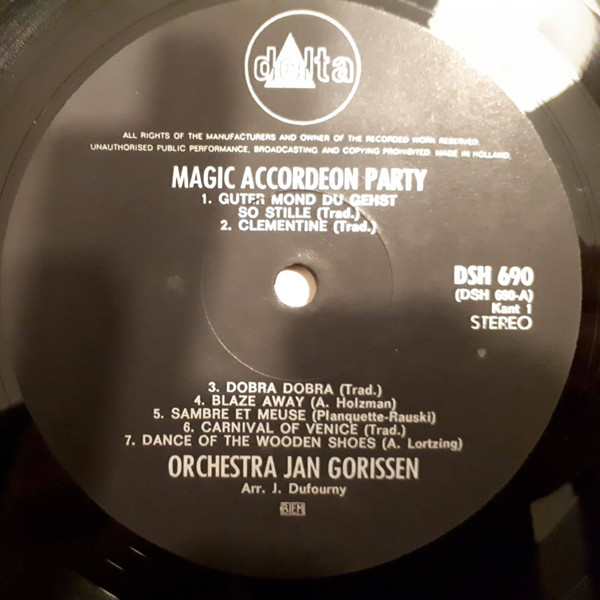 delta
ALL RIGHTS OF THE MANUFACTURERS AND OWNER OF THE RECORDED WORK RESERVED.
UNAUTHORISED PUBLIC PERFORMANCE, BROADCASTING AND COPYING PROHIBITED. MADE IN HOLLAND.
MAGIC ACCORDEON PARTY
1. GUTER MOND DU GEHST
SO STILLE (Trad.)
2. CLEMENTINE (Trad.)
DSH 690
(DSH 690-A)
Kant 1
STEREO
3. DOBRA DOBRA (Trad.)
4. BLAZE AWAY (A. Holzman)
5. SAMBRE ET MEUSE (Planquette-Rauski)
6. CARNIVAL OF VENICE (Trad.)
7. DANCE OF THE WOODEN SHOES (A. Lortzing)
ORCHESTRA JAN GORISSEN
Arr. J. Dufourny
BIEM